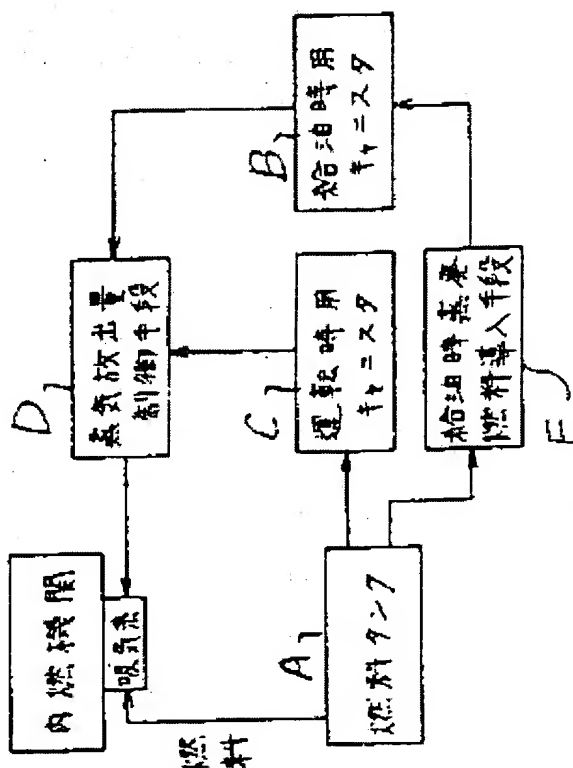 内燃機関
吸気系
燃料
D
蒸気放出量
制御手段
A
燃料タンク
C
運転時用
キャニスタ
B
給油時用
キャニスタ
給油時蒸発
燃料導入手段
E